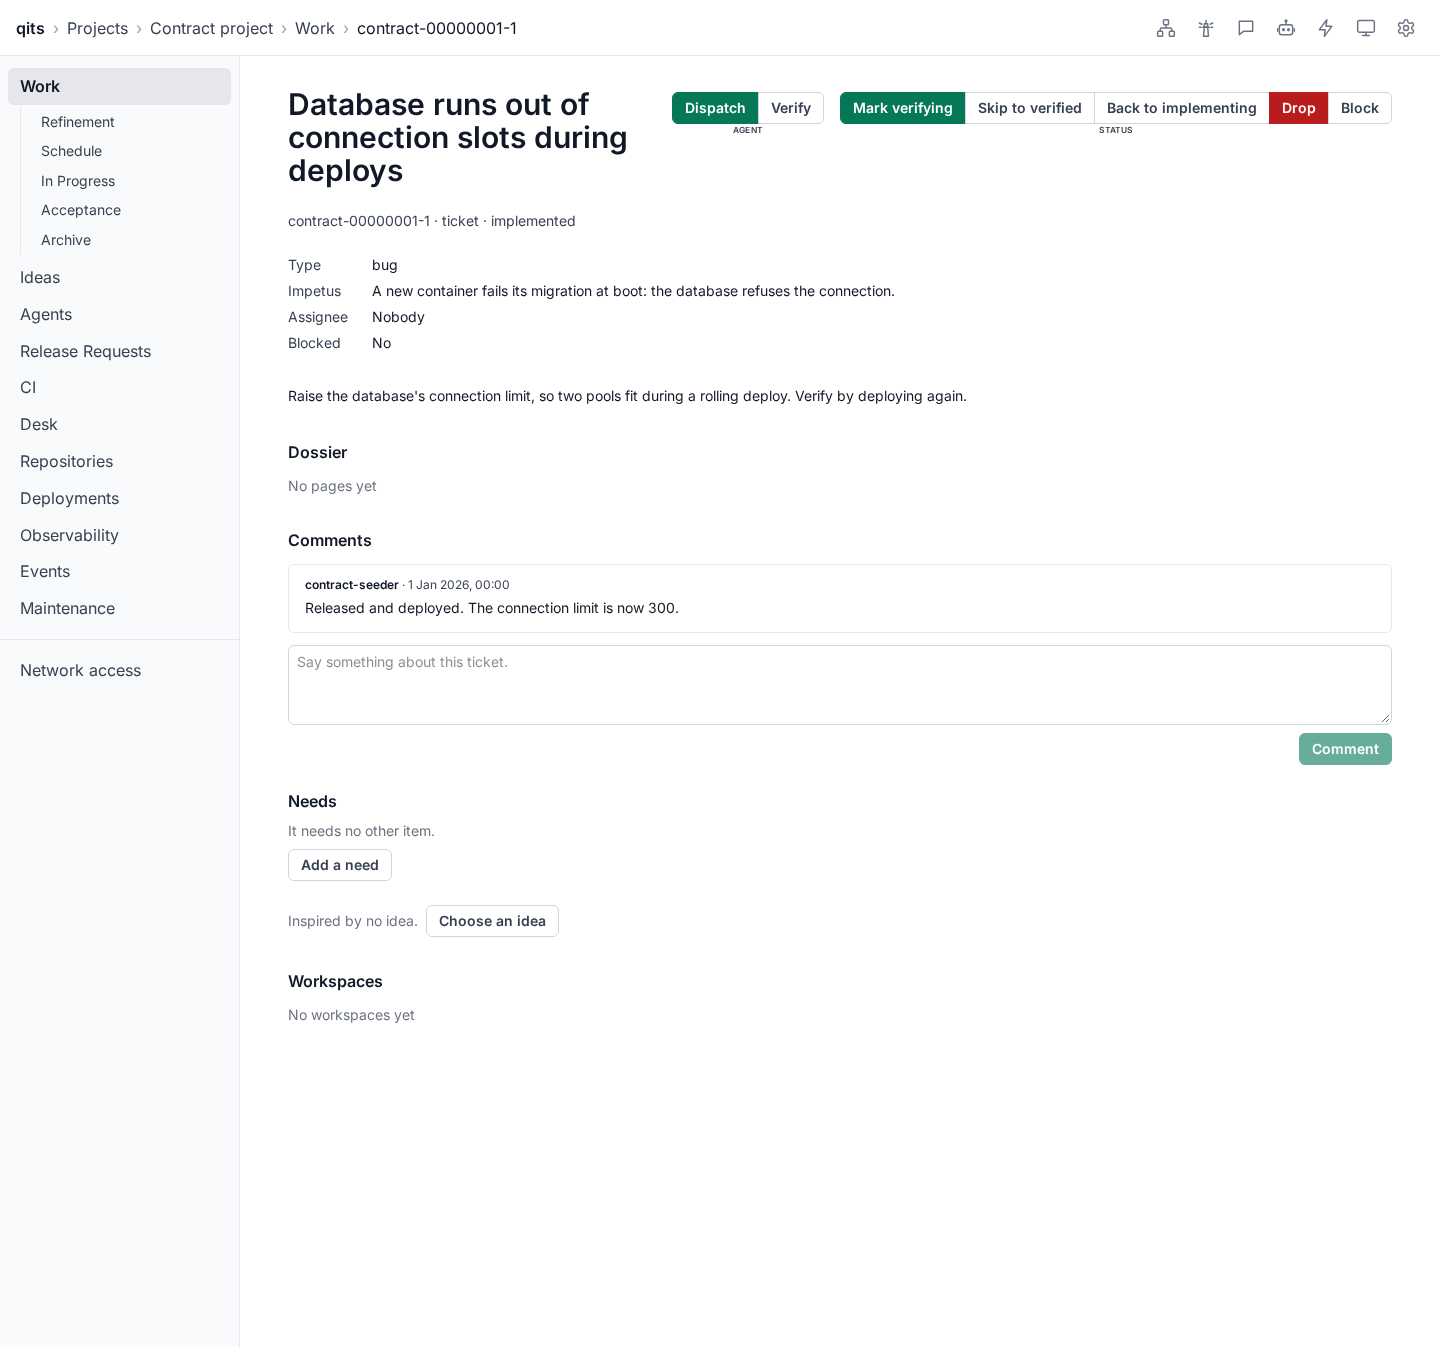 qits › Projects › Contract project › Work › contract-00000001-1
Work
Refinement
Schedule
In Progress
Acceptance
Archive
Ideas
Agents
Release Requests
CI
Desk
Repositories
Deployments
Observability
Events
Maintenance
Network access
Database runs out of
connection slots during
deploys
Dispatch Verify
AGENT
Mark verifying Skip to verified Back to implementing Drop Block
STATUS
contract-00000001-1 · ticket · implemented
Type bug
Impetus A new container fails its migration at boot: the database refuses the connection.
Assignee Nobody
Blocked No
Raise the database's connection limit, so two pools fit during a rolling deploy. Verify by deploying again.
Dossier
No pages yet
Comments
contract-seeder · 1 Jan 2026, 00:00
Released and deployed. The connection limit is now 300.
Say something about this ticket.
Comment
Needs
It needs no other item.
Add a need
Inspired by no idea. Choose an idea
Workspaces
No workspaces yet